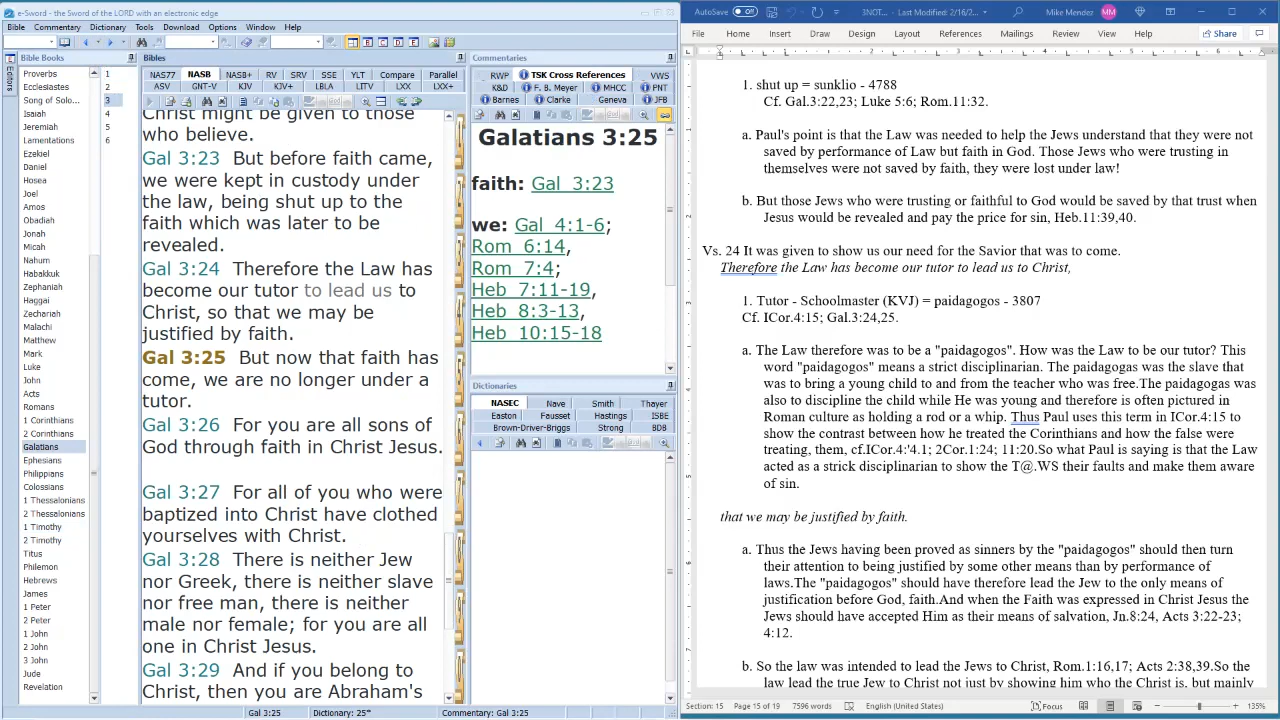 e-Sword - the Sword of the LORD with an electronic edge
Bible Commentary Dictionary Tools Download Options Window Help
B C D E
Editors
Bible Books
Proverbs
Ecclesiastes
Song of Solo...
Isaiah
Jeremiah
Lamentations
Ezekiel
Daniel
Hosea
Joel
Amos
Obadiah
Jonah
Micah
Nahum
Habakkuk
Zephaniah
Haggai
Zechariah
Malachi
Matthew
Mark
Luke
John
Acts
Romans
1 Corinthians
2 Corinthians
Galatians
Ephesians
Philippians
Colossians
1 Thessalonians
2 Thessalonians
1 Timothy
2 Timothy
Titus
Philemon
Hebrews
James
1 Peter
2 Peter
1 John
2 John
3 John
Jude
Revelation
1
2
3
4
5
6
Bibles
NAS77 NASB NASB+ RV SRV SSE YLT Compare Parallel
ASV GNT-V KJV KJV+ LBLA LITV LXX LXX+
Christ might be given to those
who believe.
Gal 3:23 But before faith came,
we were kept in custody under
the law, being shut up to the
faith which was later to be
revealed.
Gal 3:24 Therefore the Law has
become our tutor to lead us to
Christ, so that we may be
justified by faith.
Gal 3:25 But now that faith has
come, we are no longer under a
tutor.
Gal 3:26 For you are all sons of
God through faith in Christ Jesus.
Gal 3:27 For all of you who were
baptized into Christ have clothed
yourselves with Christ.
Gal 3:28 There is neither Jew
nor Greek, there is neither slave
nor free man, there is neither
male nor female; for you are all
one in Christ Jesus.
Gal 3:29 And if you belong to
Christ, then you are Abraham's
Commentaries
RWP TSK Cross References VWS
K&D F. B. Meyer MHCC PNT
Barnes Clarke Geneva JFB
Galatians 3:25
faith: Gal 3:23
we: Gal 4:1-6;
Rom 6:14,
Rom 7:4;
Heb 7:11-19,
Heb 8:3-13,
Heb 10:15-18
Dictionaries
NASEC Nave Smith Thayer
Easton Fausset Hastings ISBE
Brown-Driver-Briggs Strong BDB
Gal 3:25 Dictionary: 25** Commentary: Gal 3:25
AutoSave Off 3NOT... - Last Modified: 2/16/2... Mike Mendez MM
File Home Insert Draw Design Layout References Mailings Review View Help Share
1. shut up = sunklio - 4788
Cf. Gal.3:22,23; Luke 5:6; Rom.11:32.
a. Paul's point is that the Law was needed to help the Jews understand that they were not
saved by performance of Law but faith in God. Those Jews who were trusting in
themselves were not saved by faith, they were lost under law!
b. But those Jews who were trusting or faithful to God would be saved by that trust when
Jesus would be revealed and pay the price for sin, Heb.11:39,40.
Vs. 24 It was given to show us our need for the Savior that was to come.
Therefore the Law has become our tutor to lead us to Christ,
1. Tutor - Schoolmaster (KVJ) = paidagogos - 3807
Cf. ICor.4:15; Gal.3:24,25.
a. The Law therefore was to be a "paidagogos". How was the Law to be our tutor? This
word "paidagogos" means a strict disciplinarian. The paidagogas was the slave that
was to bring a young child to and from the teacher who was free.The paidagogas was
also to discipline the child while He was young and therefore is often pictured in
Roman culture as holding a rod or a whip. Thus Paul uses this term in ICor.4:15 to
show the contrast between how he treated the Corinthians and how the false were
treating, them, cf.ICor.4:'4.1; 2Cor.1:24; 11:20.So what Paul is saying is that the Law
acted as a strick disciplinarian to show the T@.WS their faults and make them aware
of sin.
that we may be justified by faith.
a. Thus the Jews having been proved as sinners by the "paidagogos" should then turn
their attention to being justified by some other means than by performance of
laws.The "paidagogos" should have therefore lead the Jew to the only means of
justification before God, faith.And when the Faith was expressed in Christ Jesus the
Jews should have accepted Him as their means of salvation, Jn.8:24, Acts 3:22-23;
4:12.
b. So the law was intended to lead the Jews to Christ, Rom.1:16,17; Acts 2:38,39.So the
law lead the true Jew to Christ not just by showing him who the Christ is, but mainly
Section: 15 Page 15 of 19 7596 words English (United States) Focus 135%